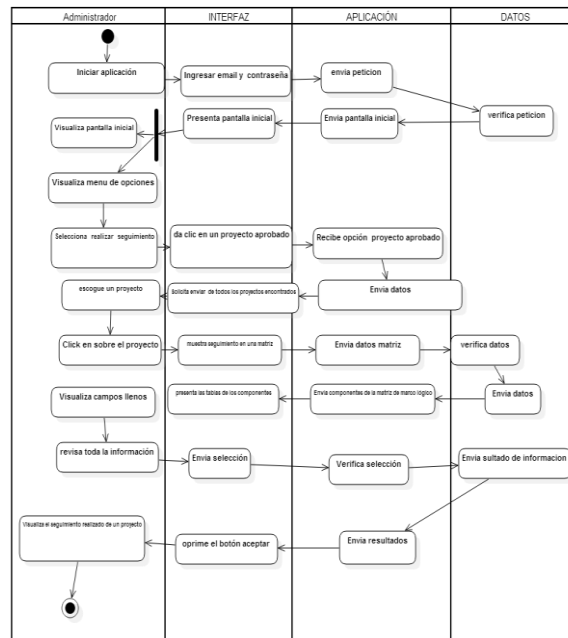 Administrador INTERFAZ APLICACIÓN DATOS
Iniciar aplicación
Ingresar email y contraseña
envia peticion
verifica peticion
Visualiza pantalla inicial
Presenta pantalla inicial
Envia pantalla inicial
Visualiza menu de opciones
Selecciona realizar seguimiento
da clic en un proyecto aprobado
Recibe opción proyecto aprobado
escogue un proyecto
Solicita enviar de todos los proyectos encontrados
Envia datos
Click en sobre el proyecto
muestra seguimiento en una matriz
Envia datos matriz
verifica datos
Visualiza campos llenos
presenta las tablas de los componentes
Envia componentes de la matriz de marco lógico
Envia datos
revisa toda la información
Envia selección
Verifica selección
Envia sultado de informacion
Visualiza el seguimiento realizado de un proyecto
oprime el botón aceptar
Envia resultados